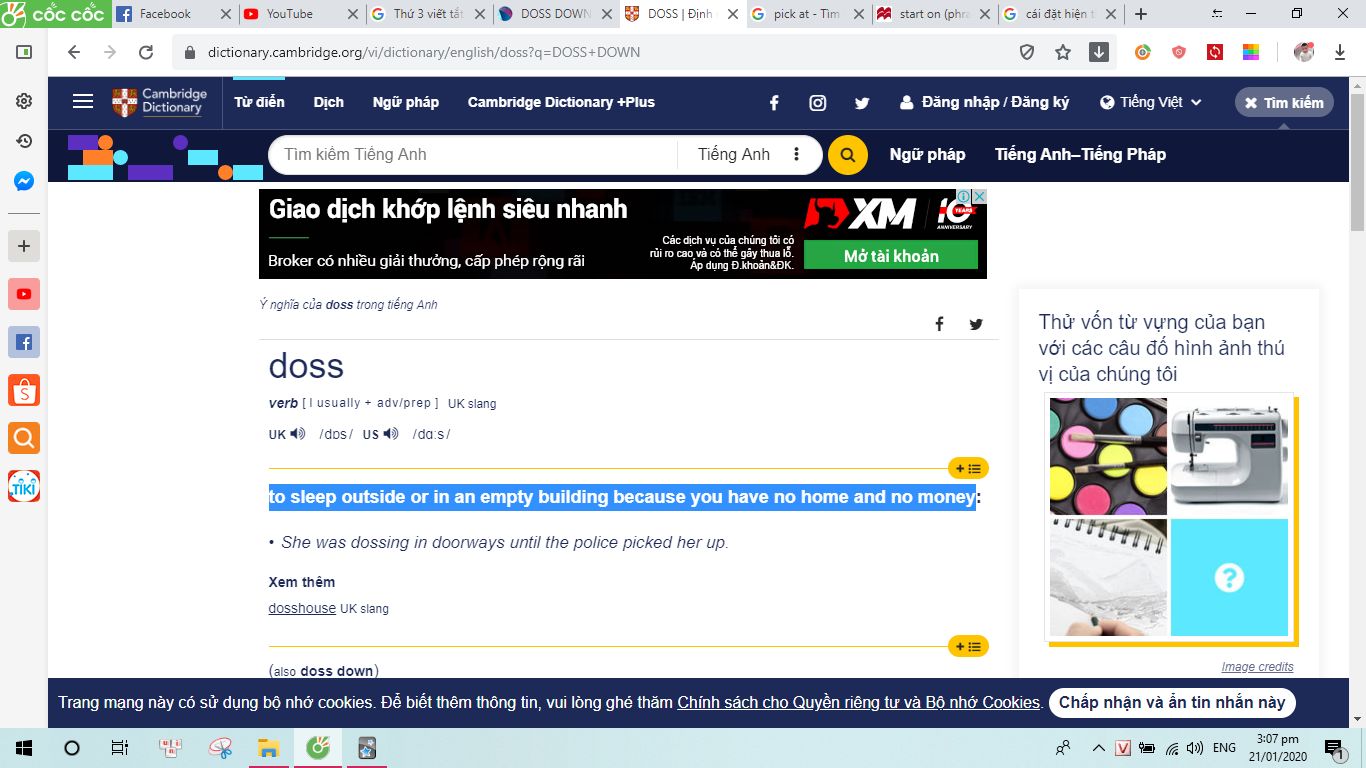 cốc cốc
Facebook
YouTube
Thứ 3 viết tắt
DOSS DOWN
DOSS | Định
pick at - Tìm
start on (phra
cái đặt hiện t
dictionary.cambridge.org/vi/dictionary/english/doss?q=DOSS+DOWN
Cambridge
Dictionary
Từ điển
Dịch
Ngữ pháp
Cambridge Dictionary +Plus
Đăng nhập / Đăng ký
Tiếng Việt
Tìm kiếm
Tìm kiếm Tiếng Anh
Tiếng Anh
Ngữ pháp
Tiếng Anh–Tiếng Pháp
Giao dịch khớp lệnh siêu nhanh
Broker có nhiều giải thưởng, cấp phép rộng rãi
Các dịch vụ của chúng tôi có
rủi ro cao và có thể gây thua lỗ.
Áp dụng Đ.khoản&ĐK.
XM
10
YEARS
ANNIVERSARY
Mở tài khoản
Ý nghĩa của doss trong tiếng Anh
doss
verb [ I usually + adv/prep ] UK slang
UK /dɒs/ US /dɑːs/
to sleep outside or in an empty building because you have no home and no money:
• She was dossing in doorways until the police picked her up.
Xem thêm
dosshouse UK slang
(also doss down)
Thử vốn từ vựng của bạn
với các câu đố hình ảnh thú
vị của chúng tôi
Image credits
Trang mạng này có sử dụng bộ nhớ cookies. Để biết thêm thông tin, vui lòng ghé thăm Chính sách cho Quyền riêng tư và Bộ nhớ Cookies.
Chấp nhận và ẩn tin nhắn này
TIKI
ENG
3:07 pm
21/01/2020
1